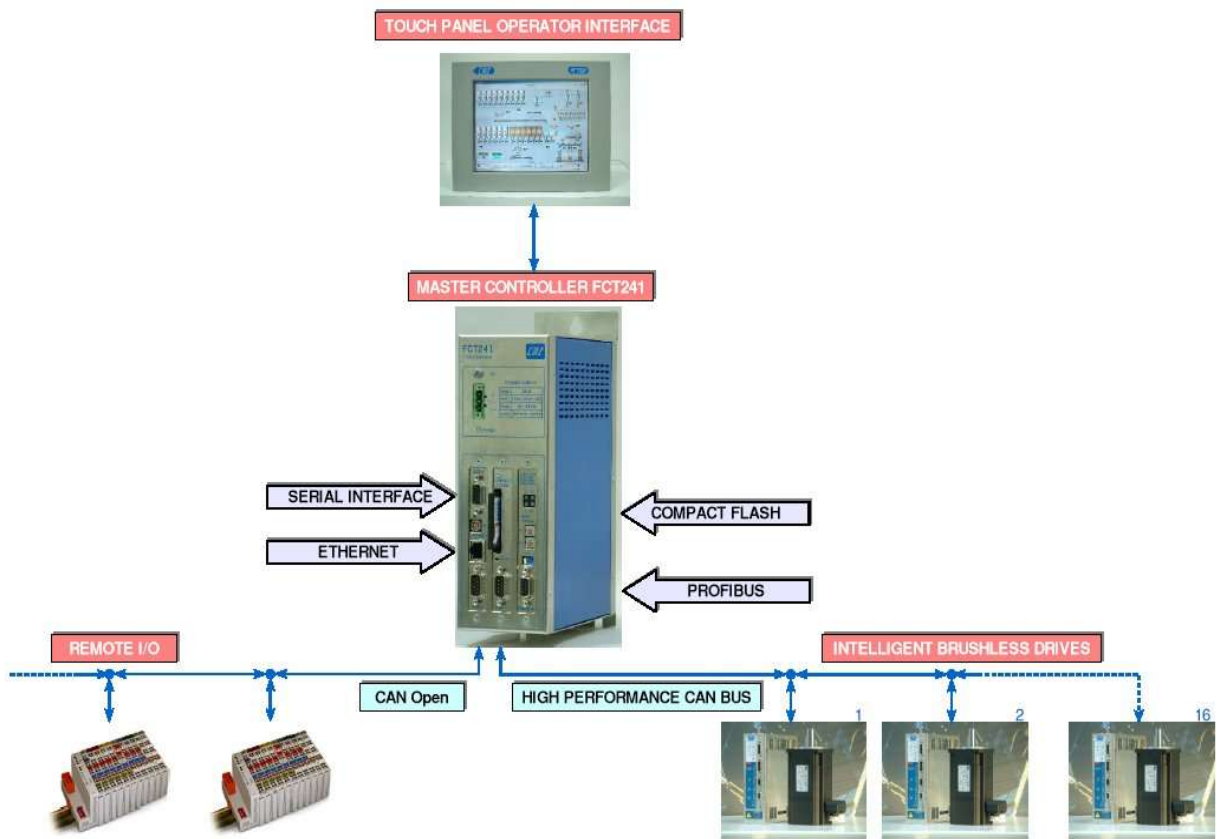 TOUCH PANEL OPERATOR INTERFACE
MASTER CONTROLLER FCT241
FCT241
SERIAL INTERFACE
COMPACT FLASH
ETHERNET
PROFIBUS
REMOTE I/O
INTELLIGENT BRUSHLESS DRIVES
CAN Open
HIGH PERFORMANCE CAN BUS
1
2
16